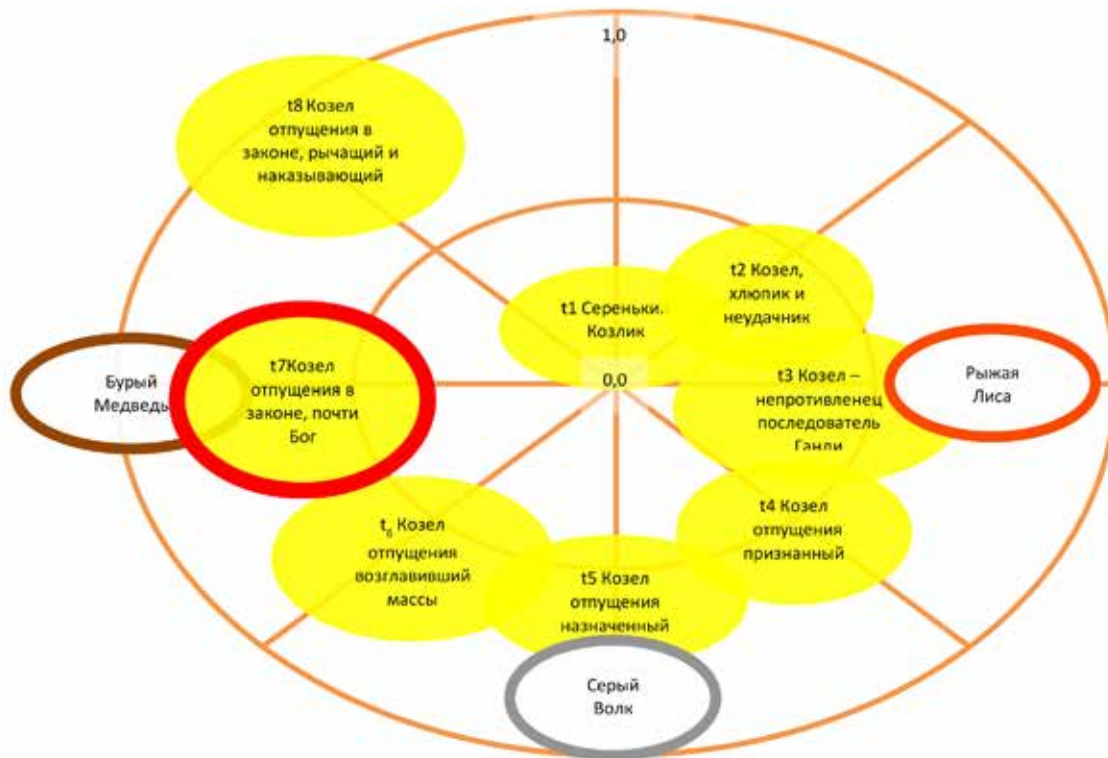 1,0
t8 Козел
отпущения в
законе, рычащий и
наказывающий
t2 Козел,
хлюпик и
неудачник
t1 Сереньки.
Козлик
0,0
t3 Козел –
непротивленец
последователь
Ганди
Рыжая
Лиса
Бурый
Медведь
t7Козел
отпущения в
законе, почти
Бог
t4 Козел
отпущения
признанный
t6 Козел
отпущения
возглавивший
массы
t5 Козел
отпущения
назначенный
Серый
Волк